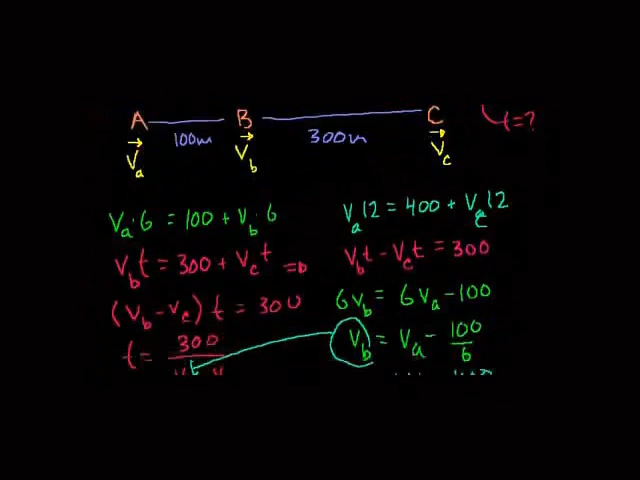 A B C Y=?
100m 300m
Va Vb Vc
Va·6 = 100 + Vb·6
Va12 = 400 + Vc12
Vbt = 300 + Vct ⇒
Vbt - Vct = 300
(Vb - Vc) t = 300
6Vb = 6Va - 100
t = 300
Vb = Va - 100/6